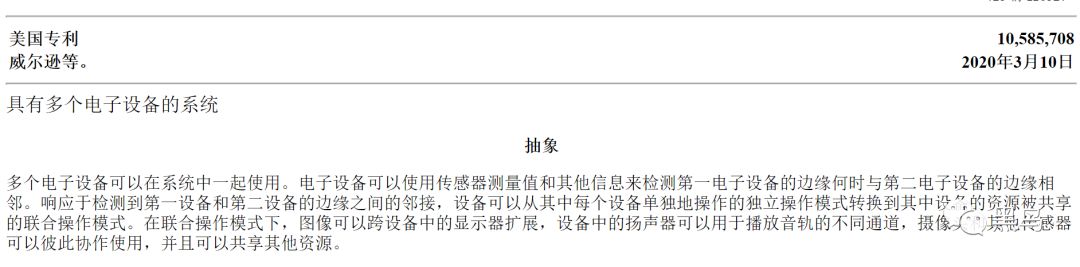 美国专利 10,585,708
威尔逊等。 2020年3月10日
具有多个电子设备的系统
抽象
多个电子设备可以在系统中一起使用。电子设备可以使用传感器测量值和其他信息来检测第一电子设备的边缘何时与第二电子设备的边缘相
邻。响应于检测到第一设备和第二设备的边缘之间的邻接，设备可以从其中每个设备单独地操作的独立操作模式转换到其中设备的资源被共享
的联合操作模式。在联合操作模式下，图像可以跨设备中的显示器扩展，设备中的扬声器可以用于播放音轨的不同通道，摄像 传感器
可以彼此协作使用，并且可以共享其他资源。